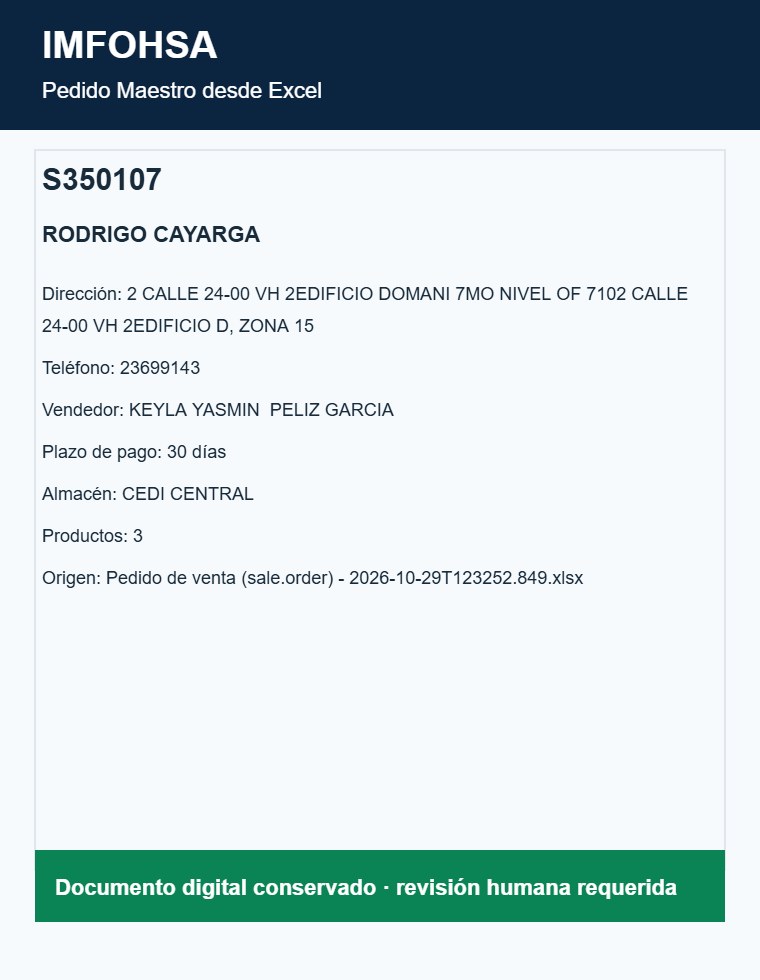 IMFOHSA
Pedido Maestro desde Excel
S350107
RODRIGO CAYARGA
Dirección: 2 CALLE 24-00 VH 2EDIFICIO DOMANI 7MO NIVEL OF 7102 CALLE
24-00 VH 2EDIFICIO D, ZONA 15
Teléfono: 23699143
Vendedor: KEYLA YASMIN  PELIZ GARCIA
Plazo de pago: 30 días
Almacén: CEDI CENTRAL
Productos: 3
Origen: Pedido de venta (sale.order) - 2026-10-29T123252.849.xlsx
Documento digital conservado · revisión humana requerida